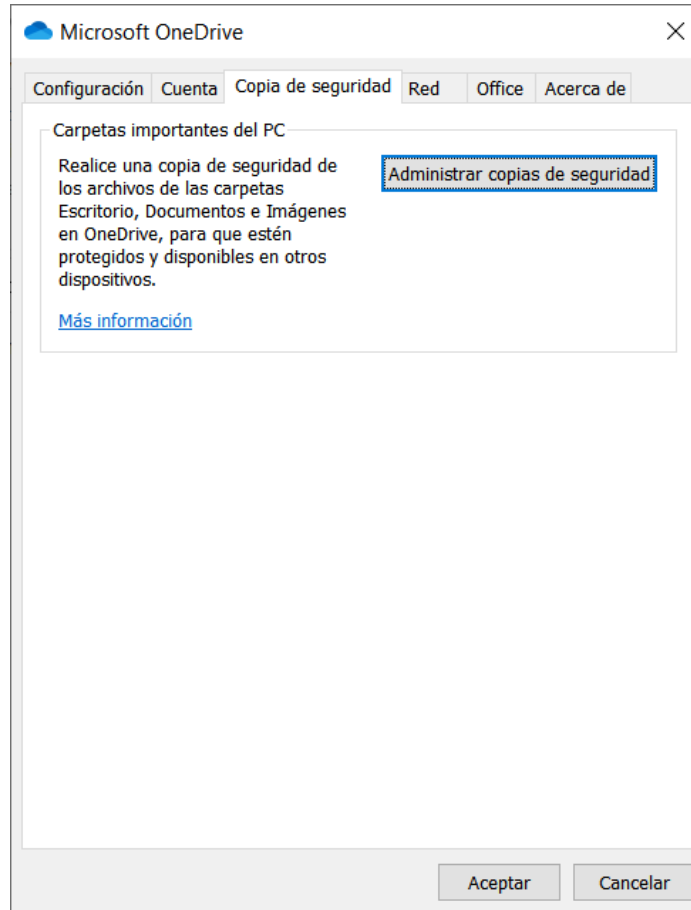 Microsoft OneDrive
Configuración Cuenta Copia de seguridad Red Office Acerca de
Carpetas importantes del PC
Realice una copia de seguridad de
los archivos de las carpetas
Escritorio, Documentos e Imágenes
en OneDrive, para que estén
protegidos y disponibles en otros
dispositivos.
Administrar copias de seguridad
Más información
Aceptar Cancelar